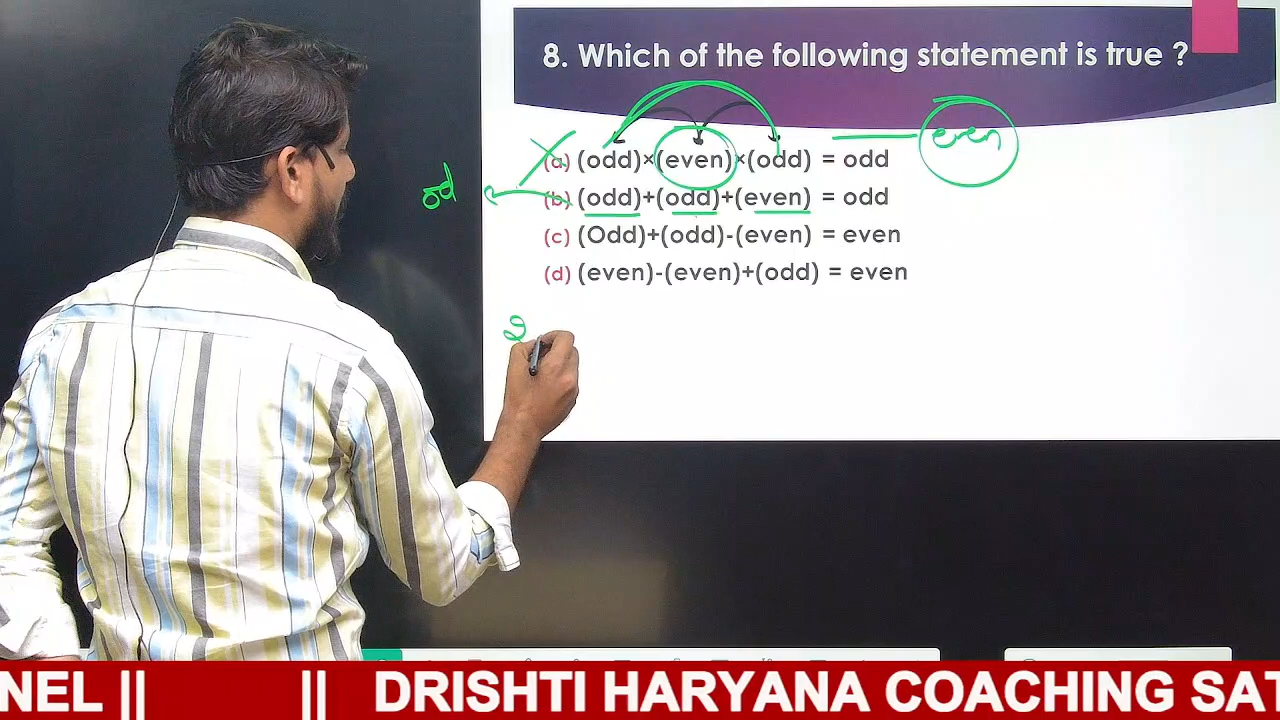 8. Which of the following statement is true ?
even
(a) (odd)×(even)×(odd) = odd
od
(b) (odd)+(odd)+(even) = odd
(c) (Odd)+(odd)-(even) = even
(d) (even)-(even)+(odd) = even
2
NEL || || DRISHTI HARYANA COACHING SAT